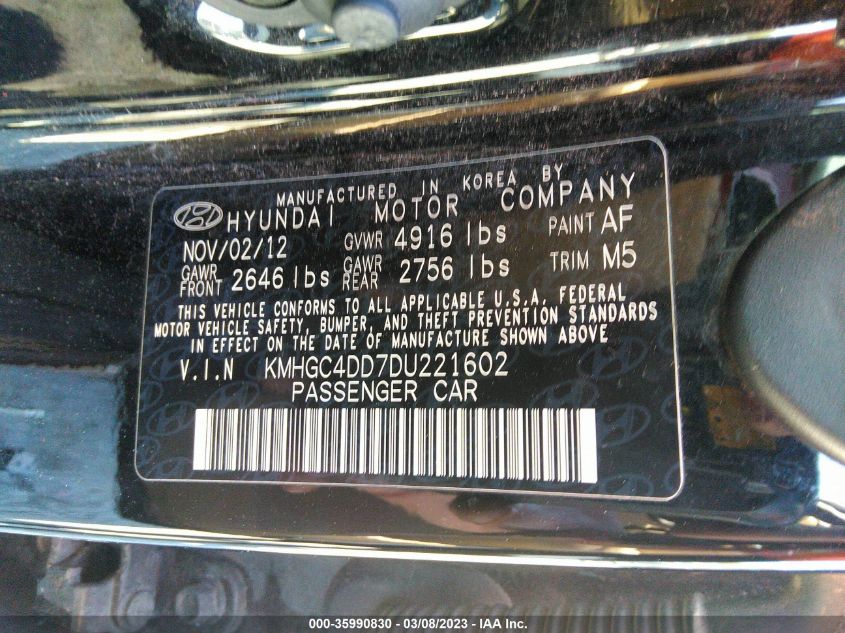 MANUFACTURED IN KOREA BY
HYUNDAI MOTOR COMPANY
NOV/02/12 GVWR 4916 lbs PAINT AF
GAWR FRONT 2646 lbs GAWR REAR 2756 lbs TRIM M5
THIS VEHICLE CONFORMS TO ALL APPLICABLE U.S.A. FEDERAL
MOTOR VEHICLE SAFETY, BUMPER, AND THEFT PREVENTION STANDARDS
IN EFFECT ON THE DATE OF MANUFACTURE SHOWN ABOVE
V.I.N KMHGC4DD7DU221602
PASSENGER CAR
000-35990830 - 03/08/2023 - IAA Inc.